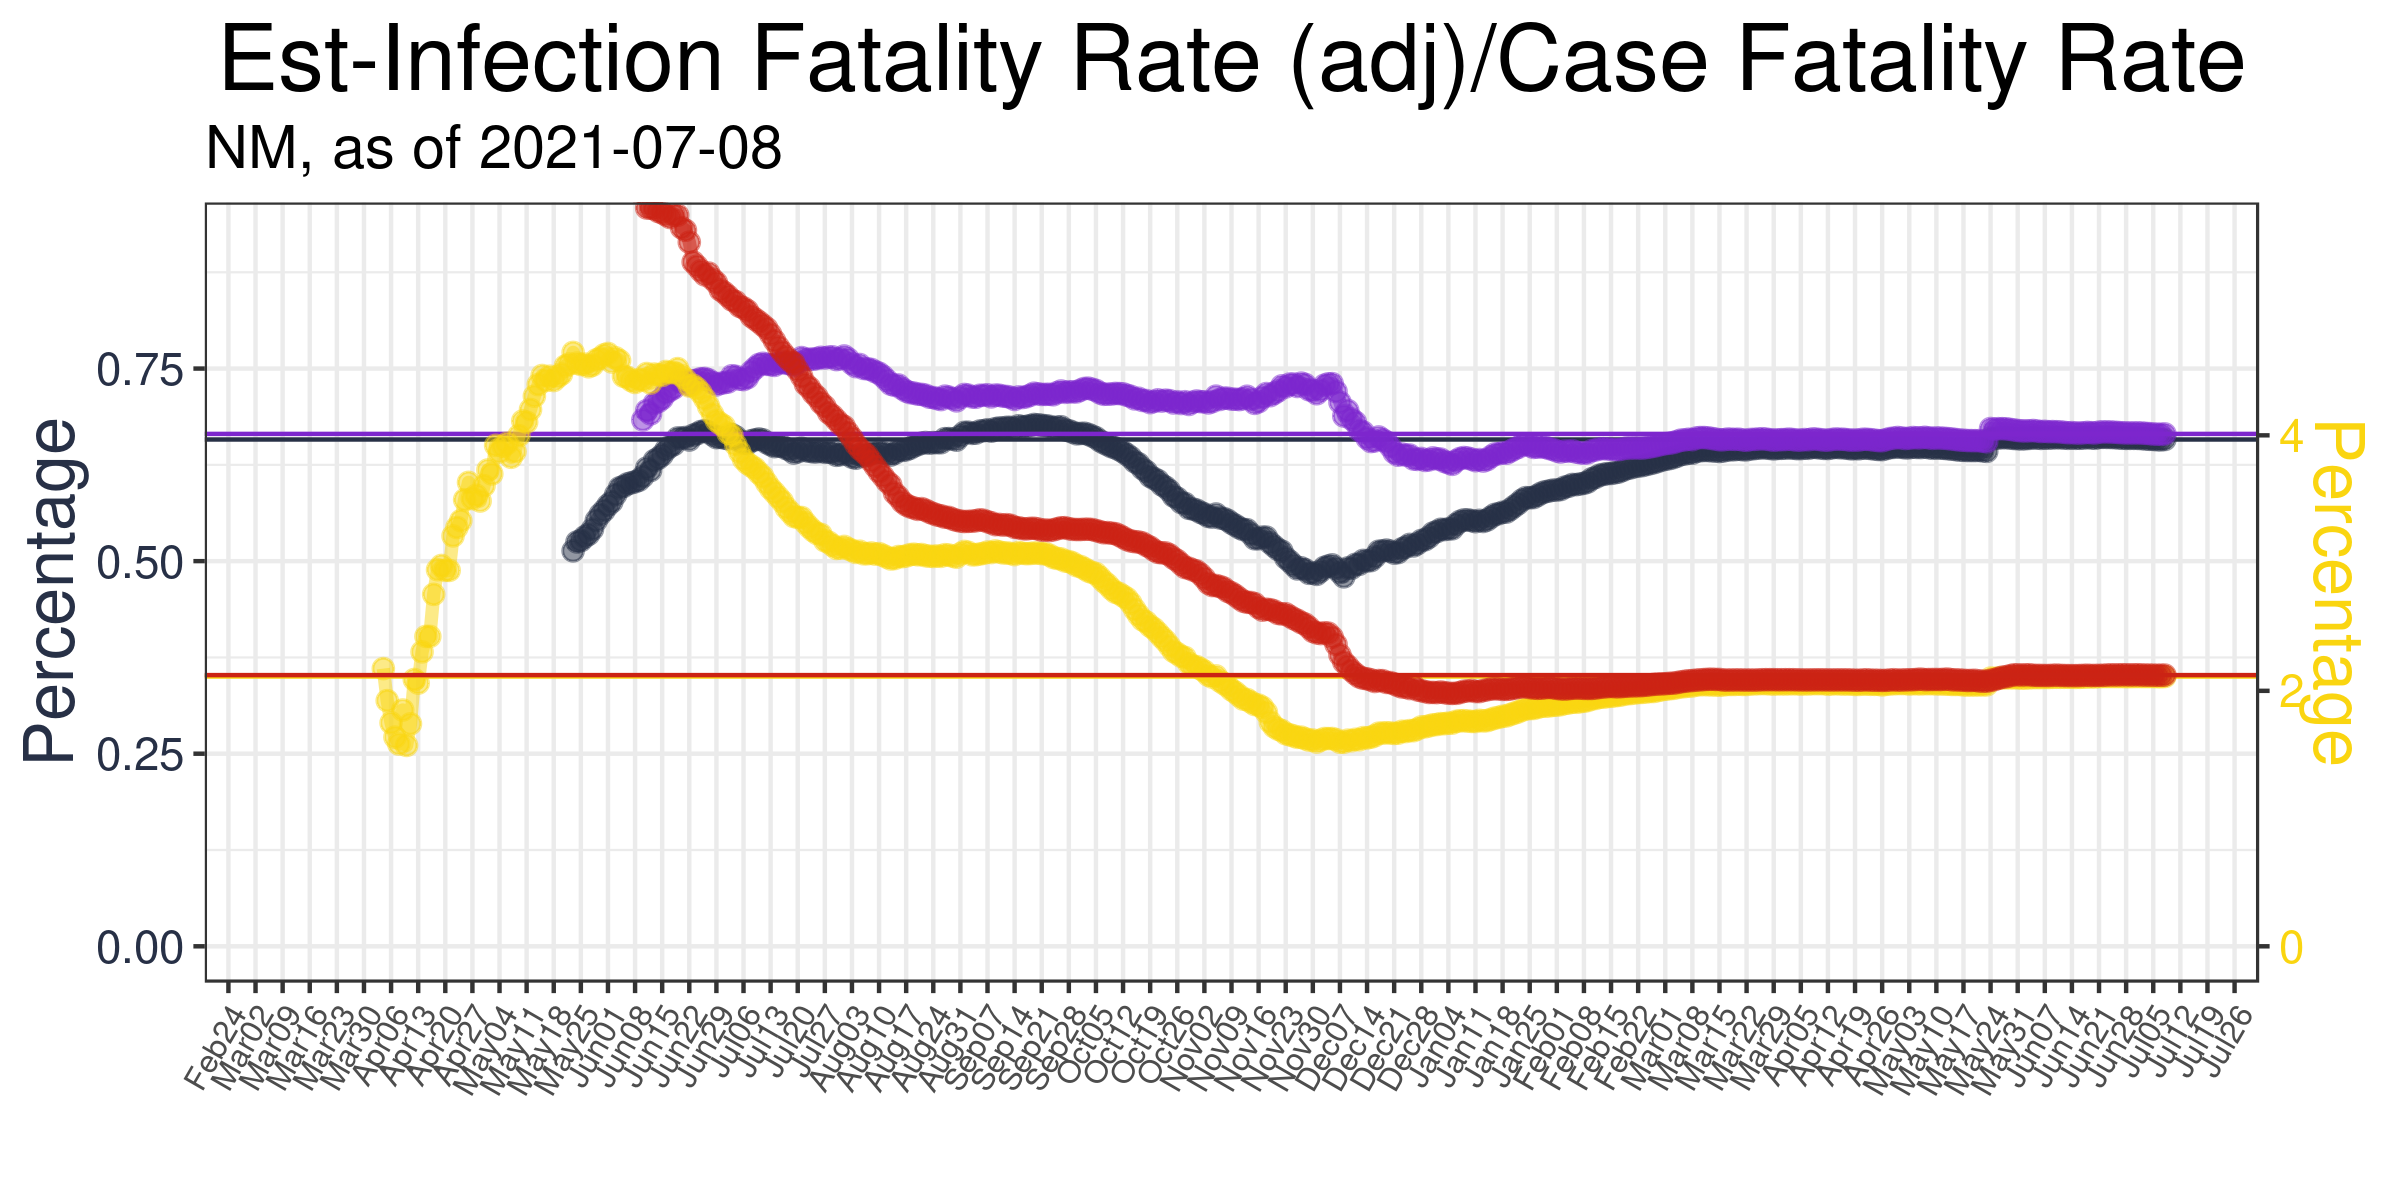 Est-Infection Fatality Rate (adj)/Case Fatality Rate
NM, as of 2021-07-08
Percentage
0.75
0.50
0.25
0.00
4
2
0
Percentage
Feb24
Mar02
Mar09
Mar16
Mar23
Mar30
Apr06
Apr13
Apr20
Apr27
May04
May11
May18
May25
Jun01
Jun08
Jun15
Jun22
Jun29
Jul06
Jul13
Jul20
Jul27
Aug03
Aug10
Aug17
Aug24
Aug31
Sep07
Sep14
Sep21
Sep28
Oct05
Oct12
Oct19
Oct26
Nov02
Nov09
Nov16
Nov23
Nov30
Dec07
Dec14
Dec21
Dec28
Jan04
Jan11
Jan18
Jan25
Feb01
Feb08
Feb15
Feb22
Mar01
Mar08
Mar15
Mar22
Mar29
Apr05
Apr12
Apr19
Apr26
May03
May10
May17
May24
May31
Jun07
Jun14
Jun21
Jun28
Jul05
Jul12
Jul19
Jul26